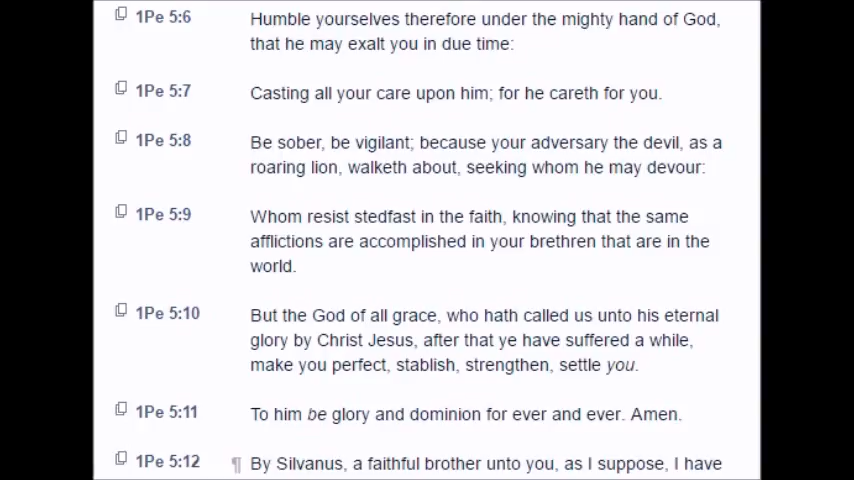 1Pe 5:6 Humble yourselves therefore under the mighty hand of God,
that he may exalt you in due time:
1Pe 5:7 Casting all your care upon him; for he careth for you.
1Pe 5:8 Be sober, be vigilant; because your adversary the devil, as a
roaring lion, walketh about, seeking whom he may devour:
1Pe 5:9 Whom resist stedfast in the faith, knowing that the same
afflictions are accomplished in your brethren that are in the
world.
1Pe 5:10 But the God of all grace, who hath called us unto his eternal
glory by Christ Jesus, after that ye have suffered a while,
make you perfect, stablish, strengthen, settle you.
1Pe 5:11 To him be glory and dominion for ever and ever. Amen.
1Pe 5:12 ¶ By Silvanus, a faithful brother unto you, as I suppose, I have